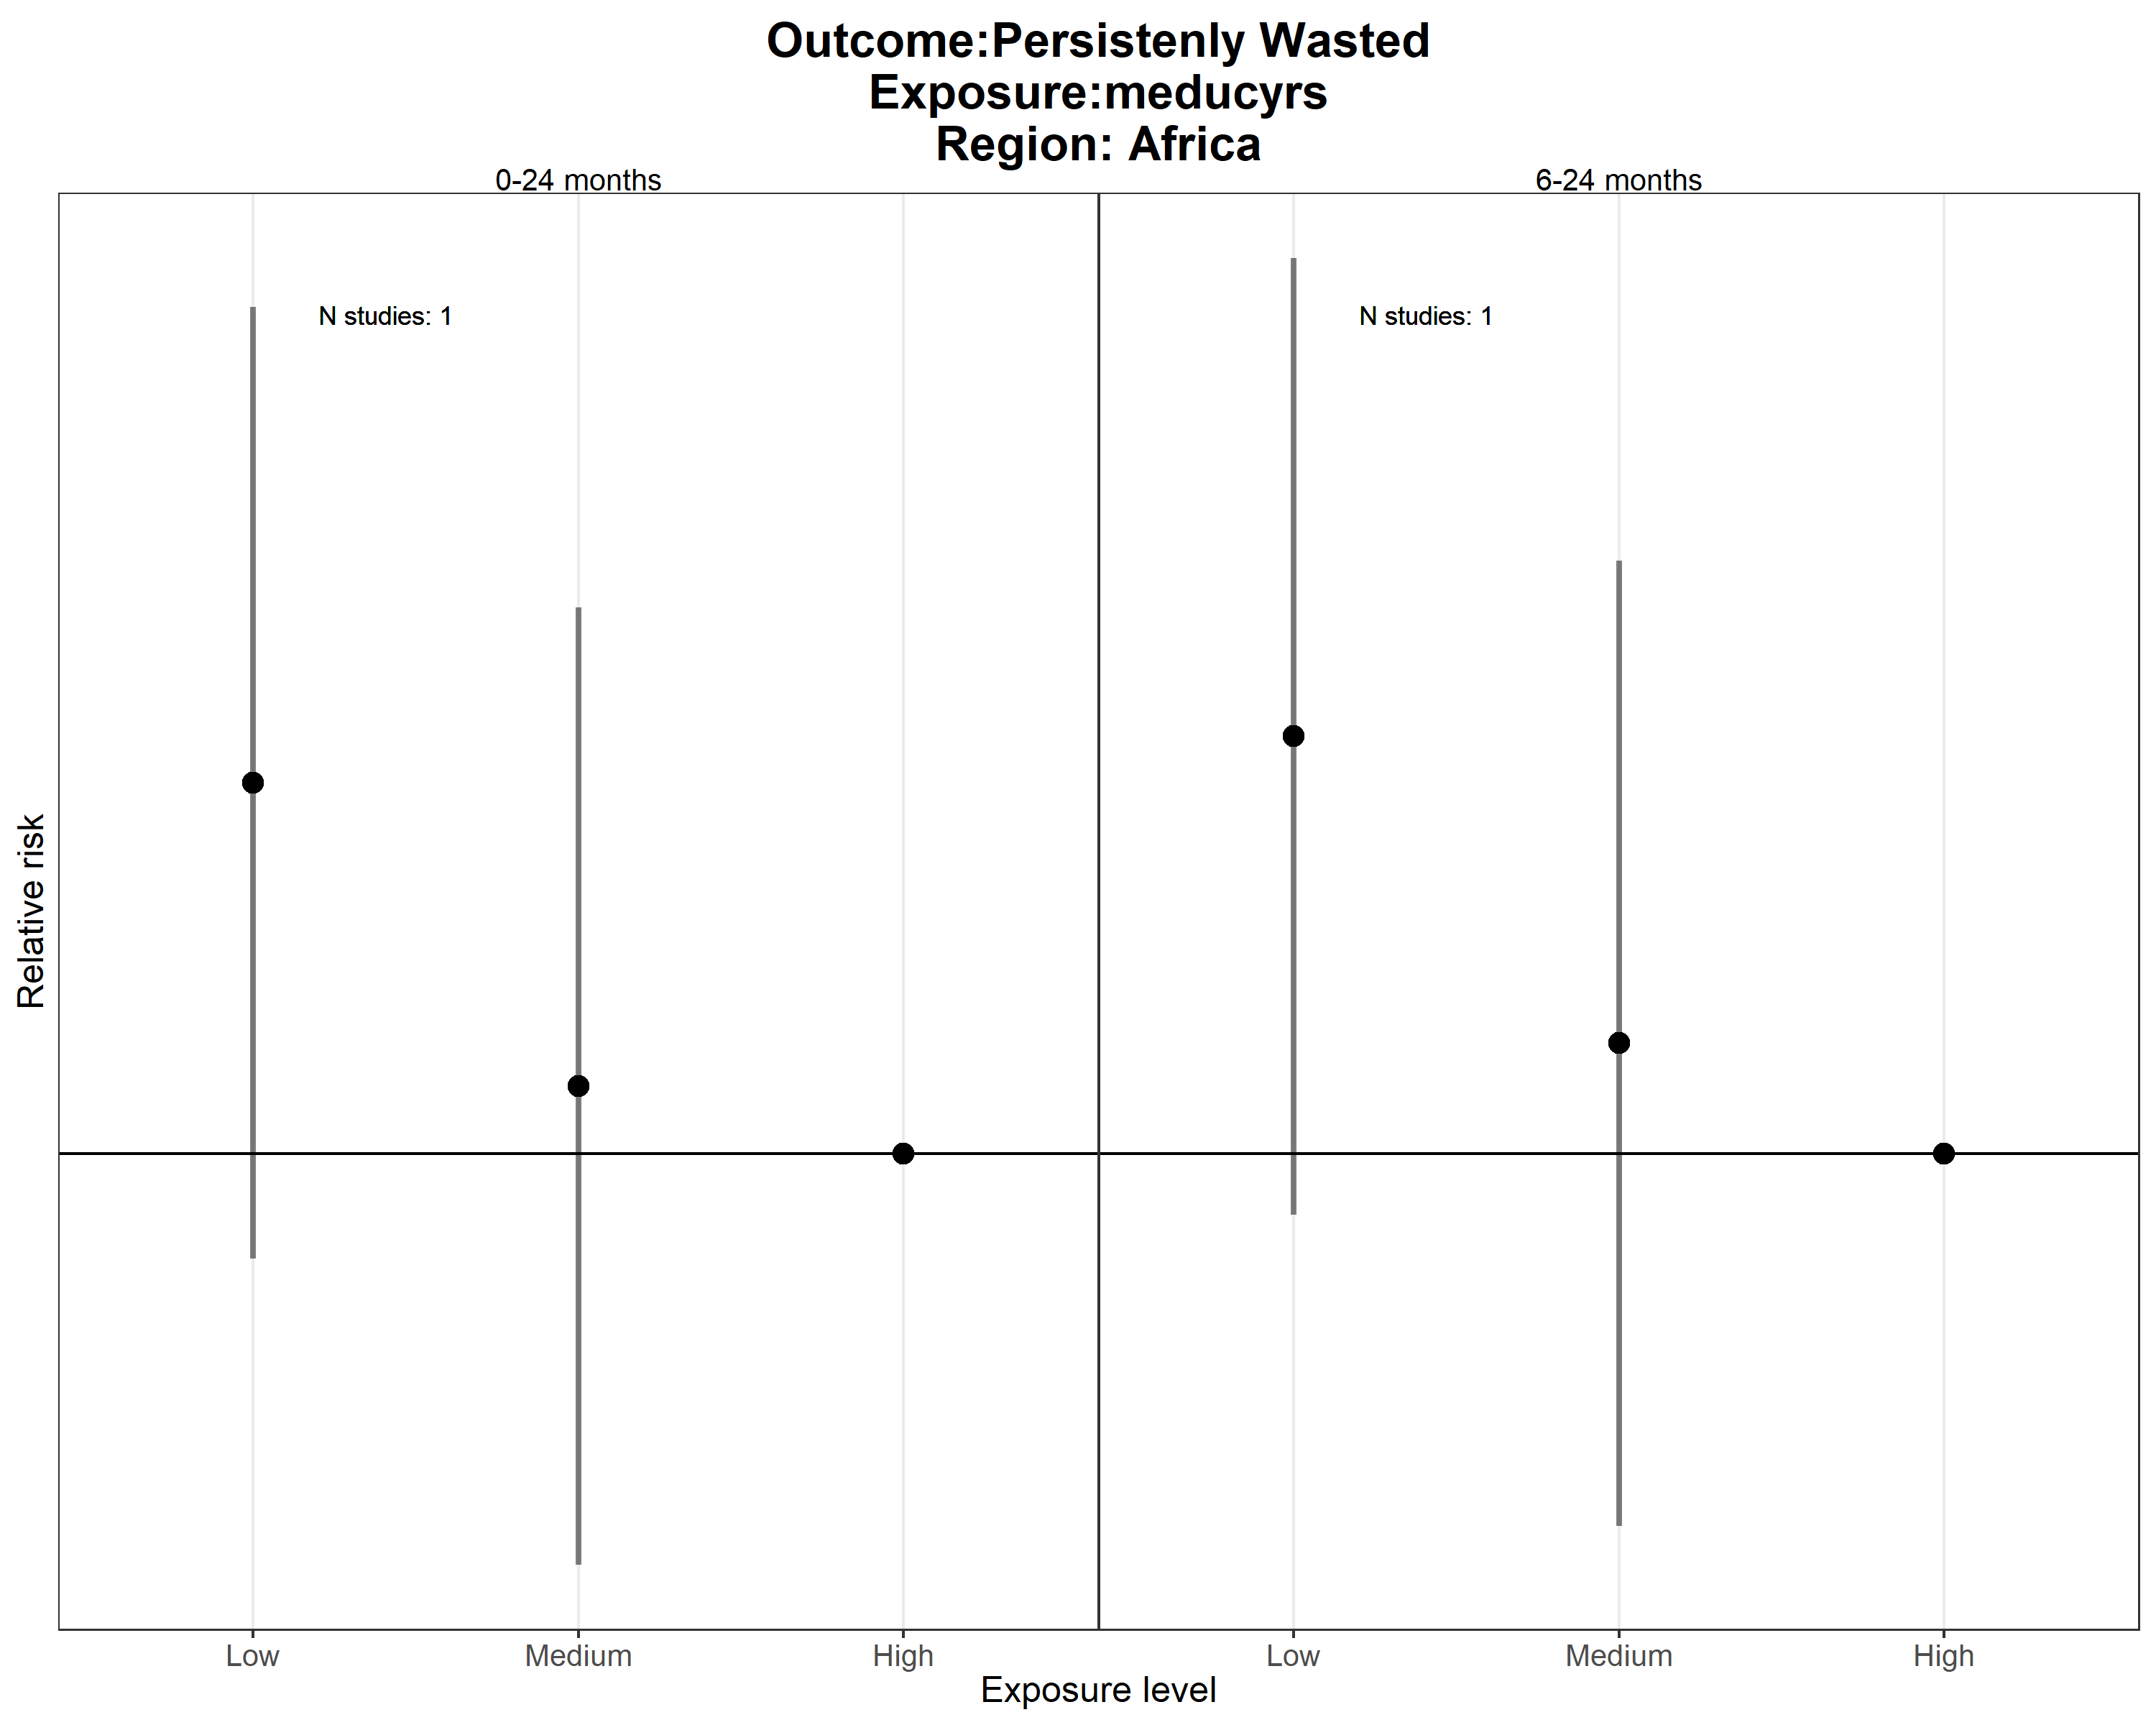 Outcome:Persistenly Wasted
Exposure:meducyrs
Region: Africa
0-24 months
6-24 months
N studies: 1
N studies: 1
Relative risk
Low
Medium
High
Low
Medium
High
Exposure level